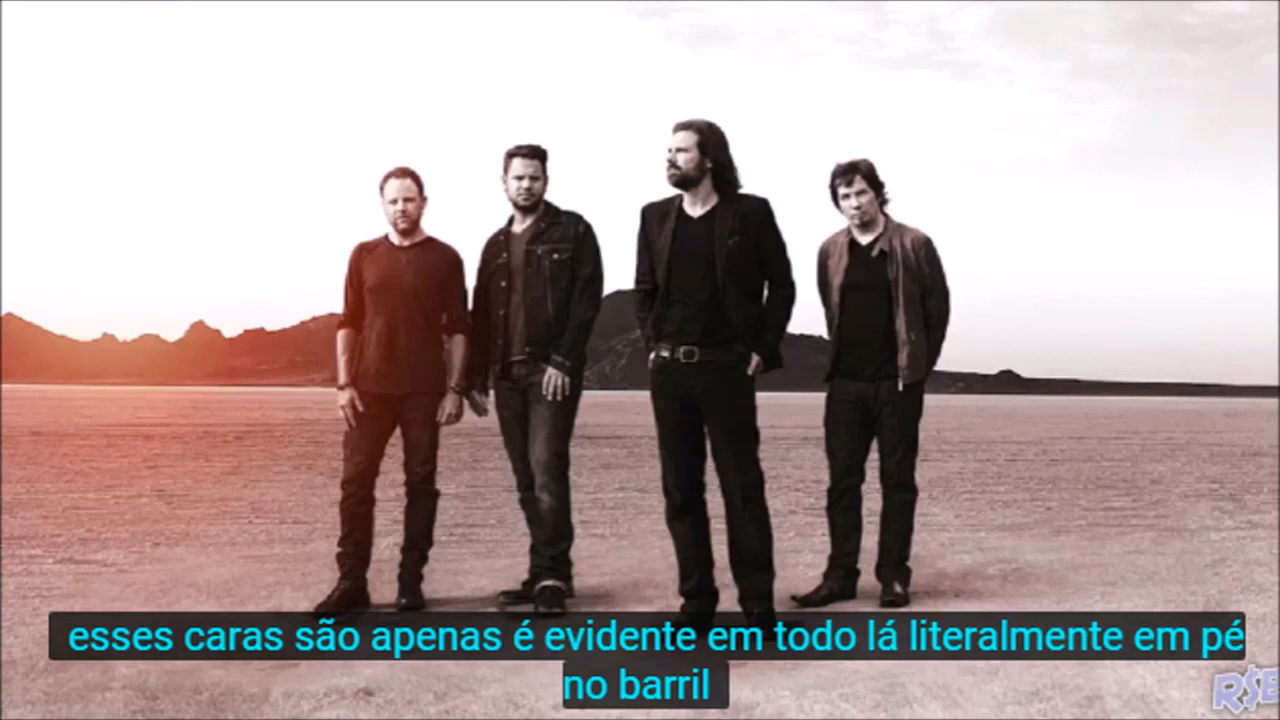 esses caras são apenas é evidente em todo lá literalmente em pé
no barril
R$E